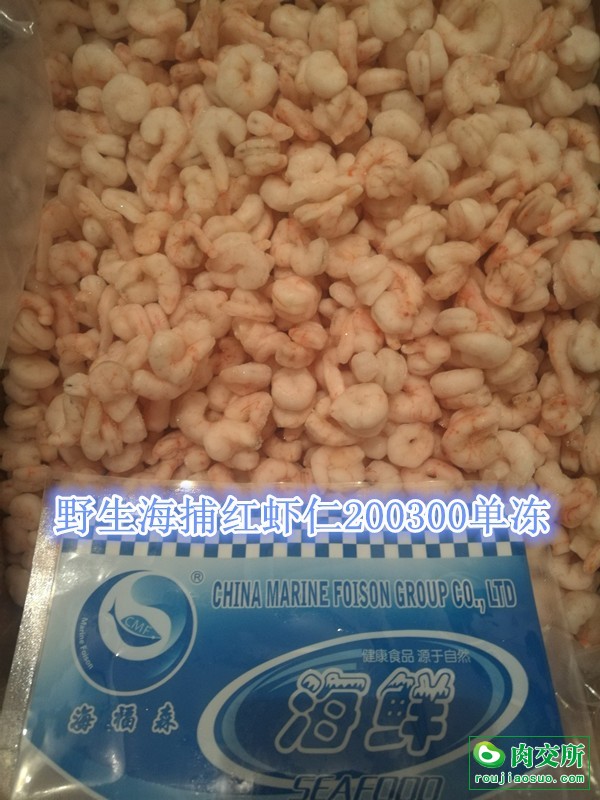 野生海捕红虾仁200300单冻
® CHINA MARINE FOISON GROUP CO., LTD
CMF
Marine Foison
健康食品 源于自然
海福森
海鲜
SEAFOOD
肉交所
roujiaosuo.com